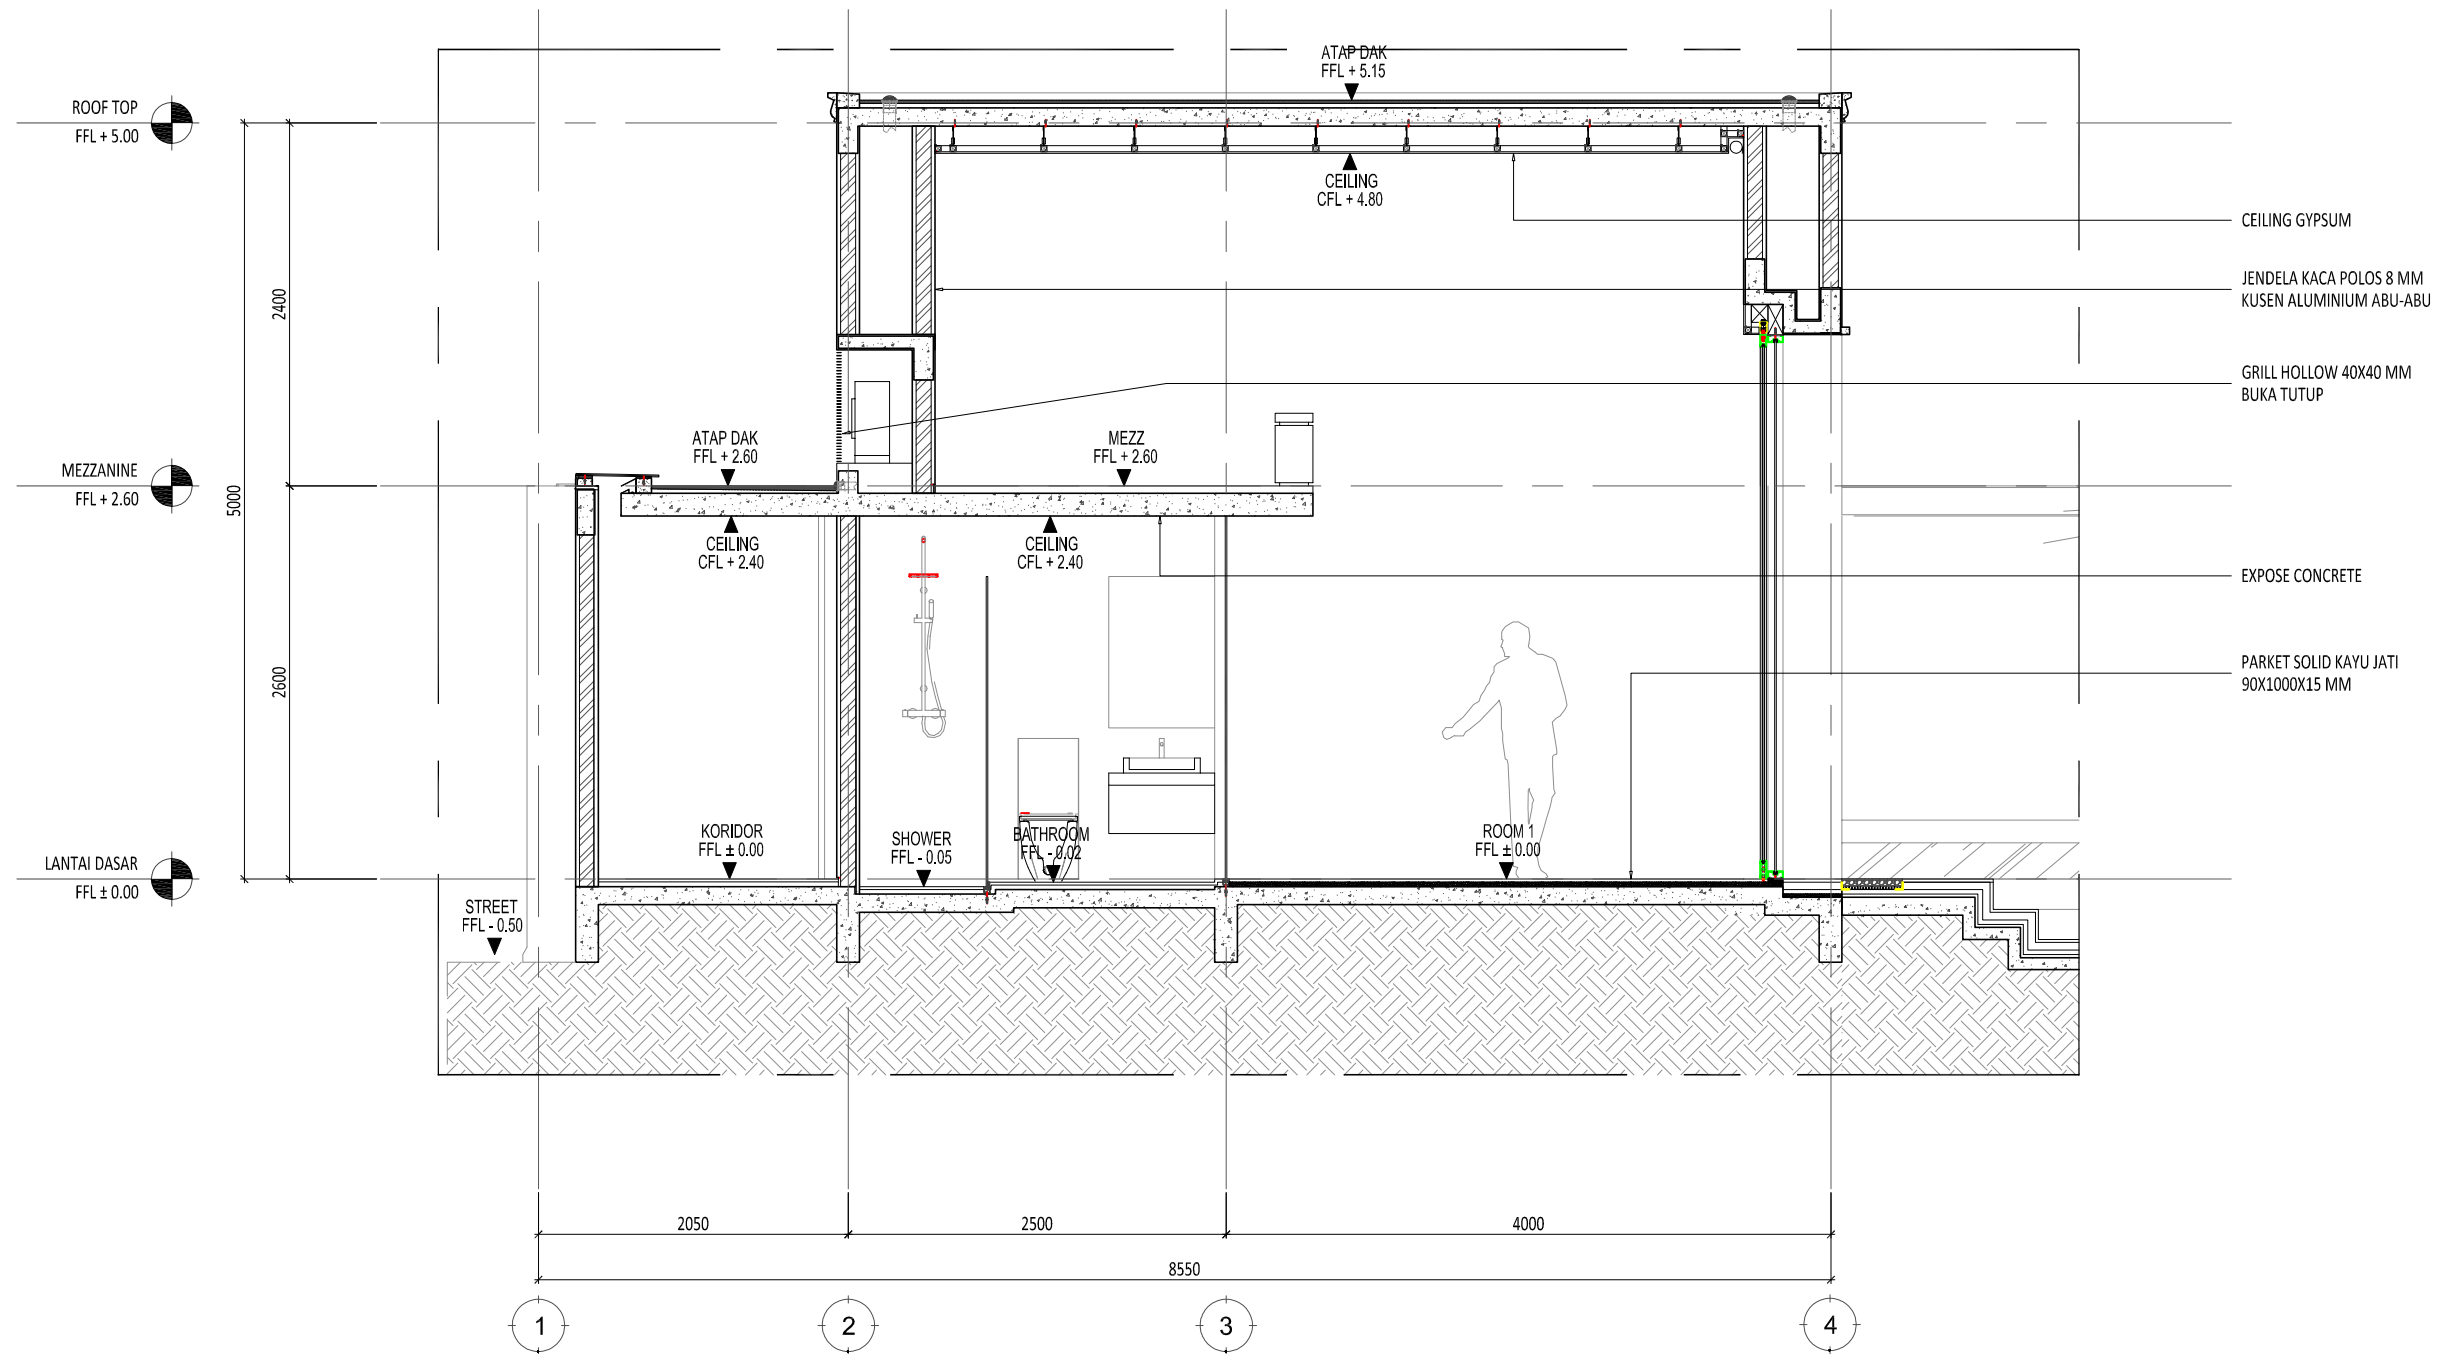 ATAP DAK
FFL + 5.15
ROOF TOP
FFL + 5.00
CEILING
CFL + 4.80
CEILING GYPSUM
JENDELA KACA POLOS 8 MM
KUSEN ALUMINIUM ABU-ABU
2400
GRILL HOLLOW 40X40 MM
BUKA TUTUP
ATAP DAK
FFL + 2.60
MEZZ
FFL + 2.60
MEZZANINE
FFL + 2.60
5000
CEILING
CFL + 2.40
CEILING
CFL + 2.40
EXPOSE CONCRETE
2600
PARKET SOLID KAYU JATI
90X1000X15 MM
KORIDOR
FFL ± 0.00
SHOWER
FFL - 0.05
BATHROOM
FFL - 0.02
ROOM 1
FFL ± 0.00
LANTAI DASAR
FFL ± 0.00
STREET
FFL - 0.50
2050
2500
4000
8550
1
2
3
4